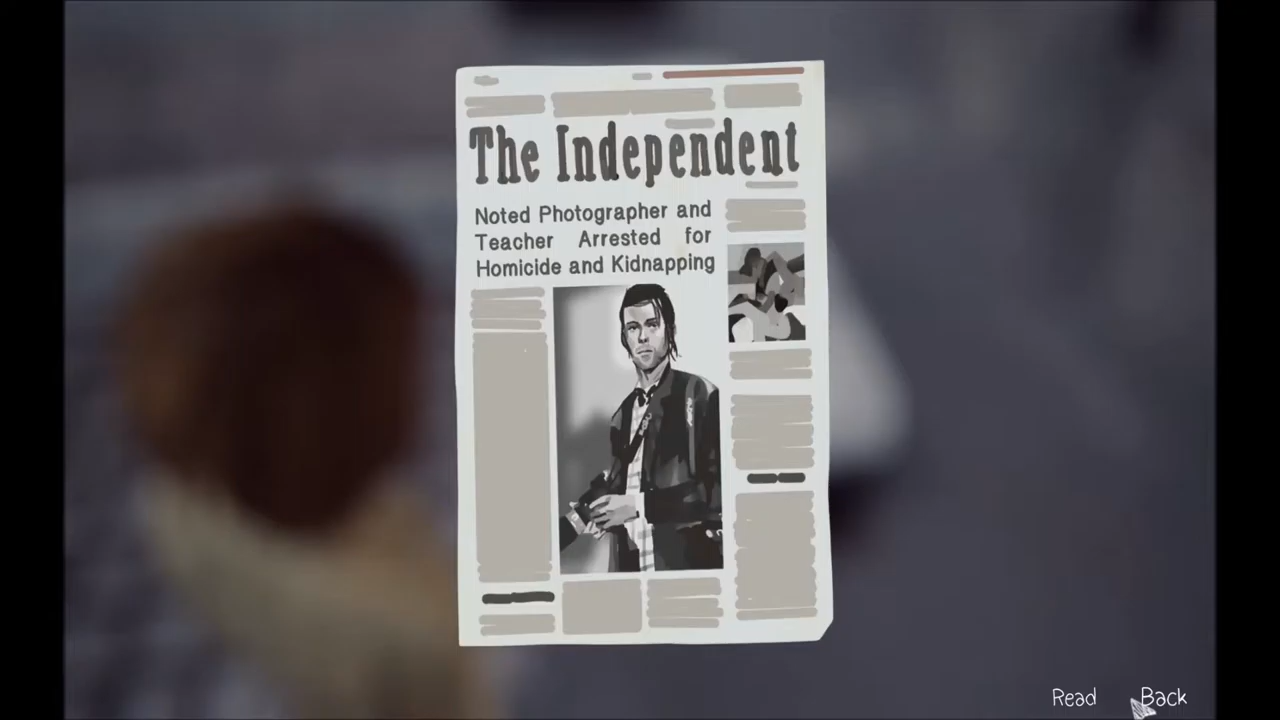 The Independent
Noted Photographer and
Teacher Arrested for
Homicide and Kidnapping
Read Back